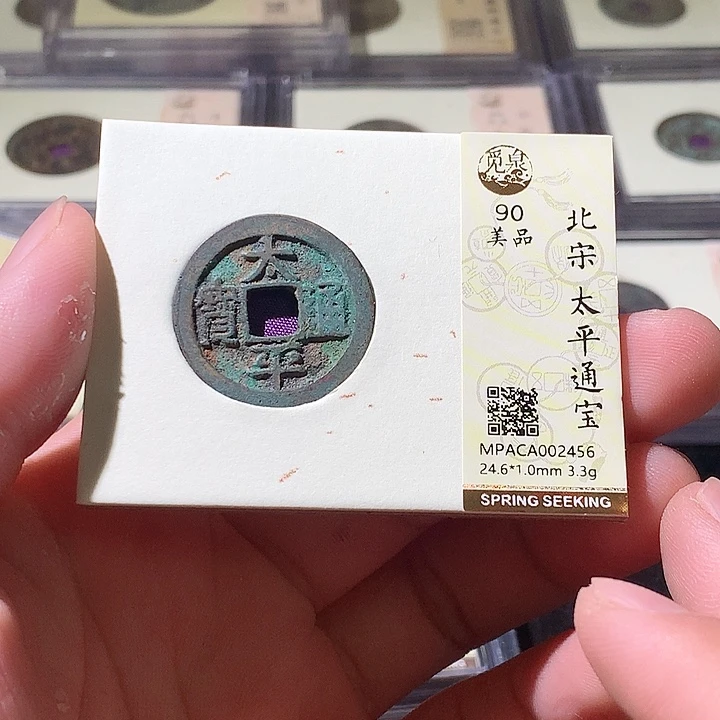 太
寶 通
平
觅泉
90
美品
北宋太平通宝
MPACA002456
24.6*1.0mm 3.3g
SPRING SEEKING